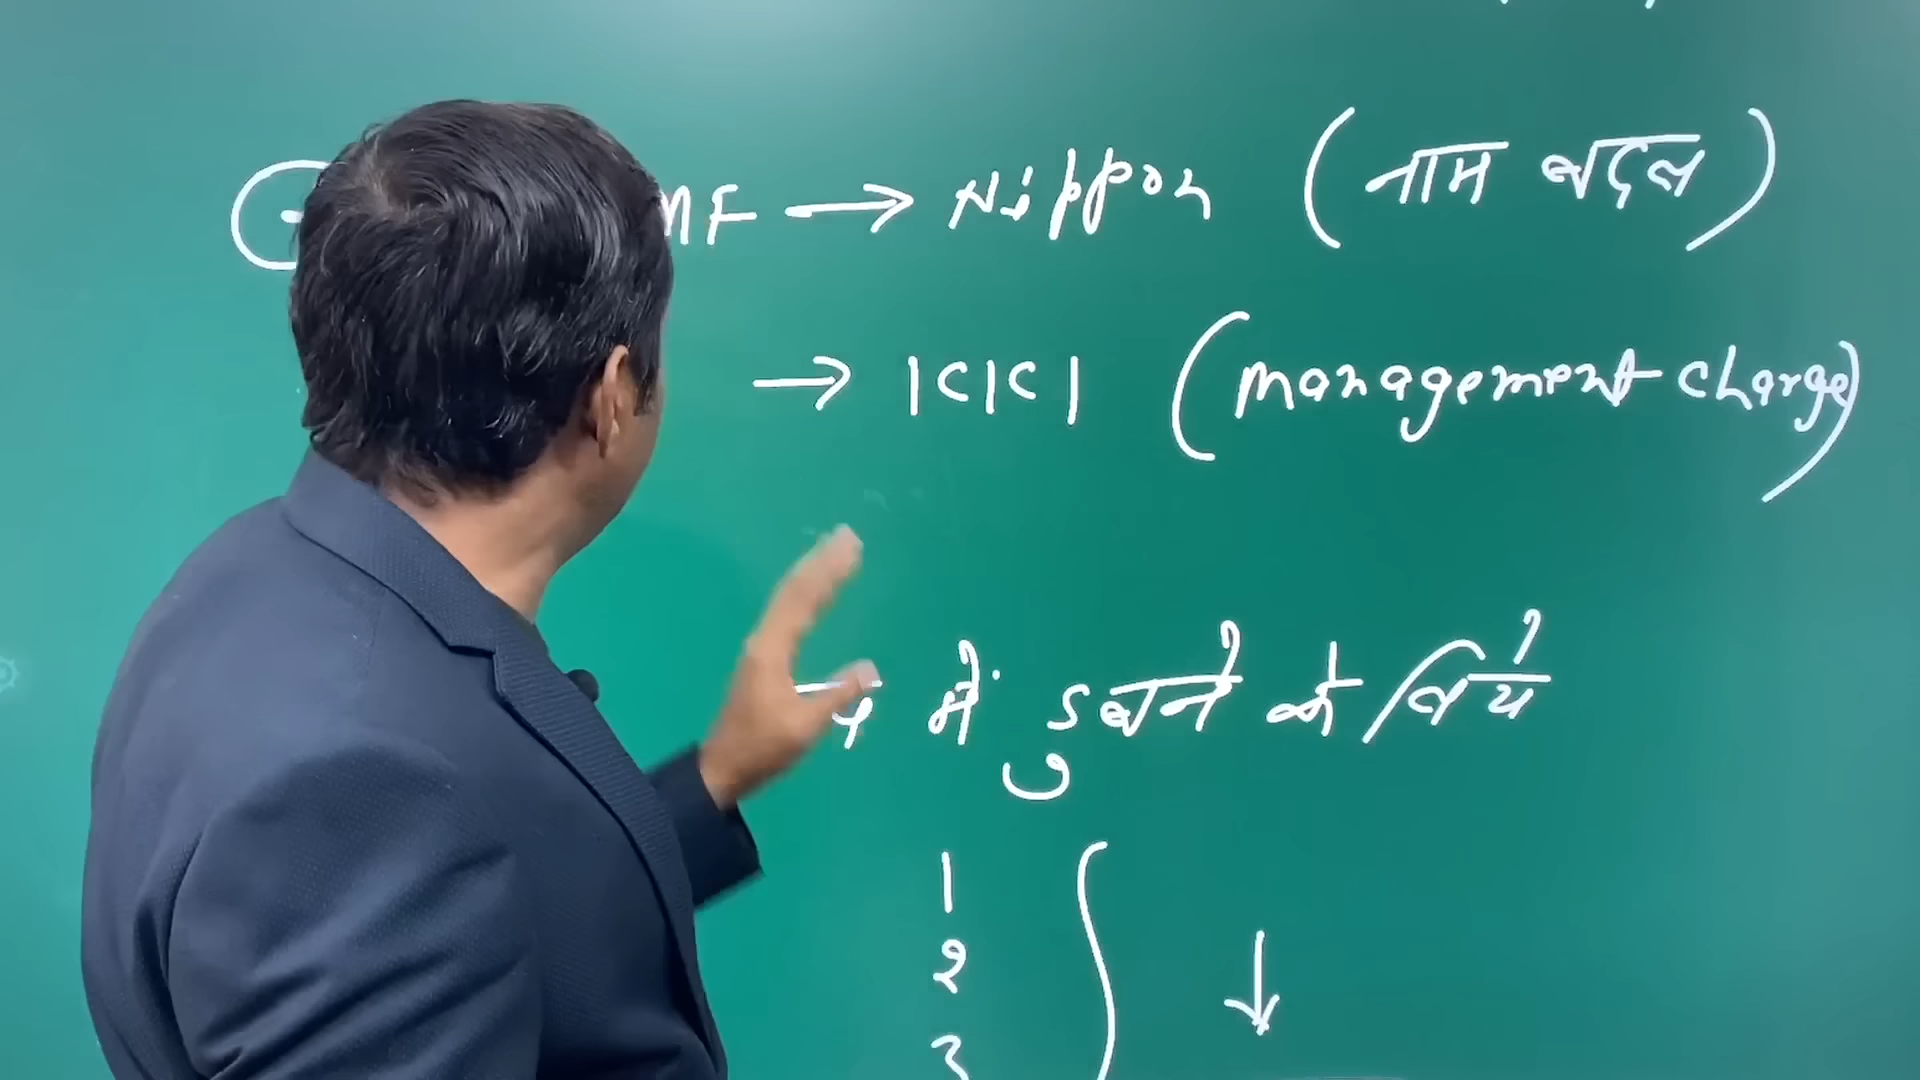 MF → Nippon (नाम बदल)
→ ICICI (management charge)
में डुबने के लिये
1
2
3